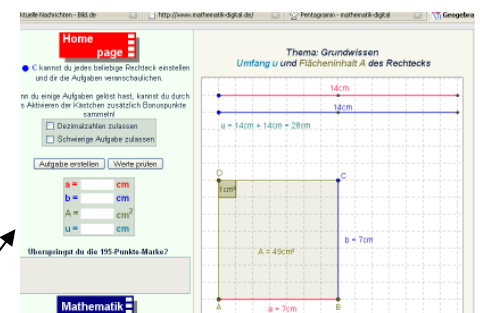 ktuelle Nachrichten - Bild.de
http://www.mathematik-digital.de/
Pentagramm - mathematik-digital
Geogebra
Home
page
C kannst du jedes beliebige Rechteck einstellen
und dir die Aufgaben veranschaulichen.
nn du einige Aufgaben gelöst hast, kannst du durch
s Aktivieren der Kästchen zusätzlich Bonuspunkte
sammeln!
Dezimalzahlen zulassen
Schwierige Aufgabe zulassen
Aufgabe erstellen
Werte prüfen
a = cm
b = cm
A = cm²
u = cm
Überspringst du die 195-Punkte-Marke?
Mathematik
Thema: Grundwissen
Umfang u und Flächeninhalt A des Rechtecks
14cm
14cm
u = 14cm + 14cm = 28cm
D
C
1cm²
b = 7cm
A = 49cm²
A
a = 7cm
B